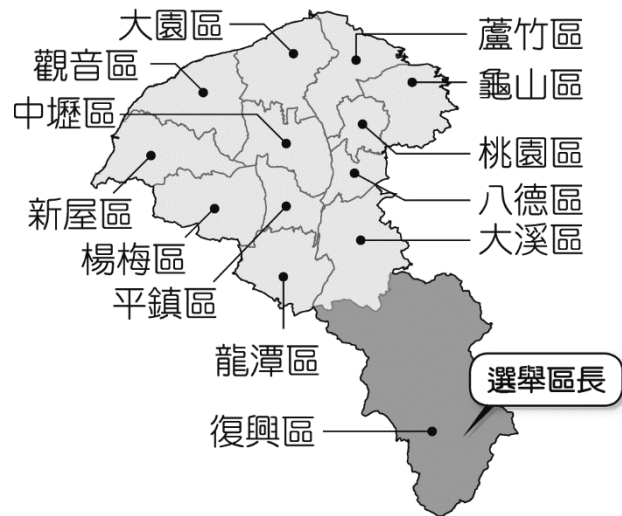 大園區
蘆竹區
觀音區
龜山區
中壢區
桃園區
新屋區
八德區
楊梅區
大溪區
平鎮區
龍潭區
選舉區長
復興區